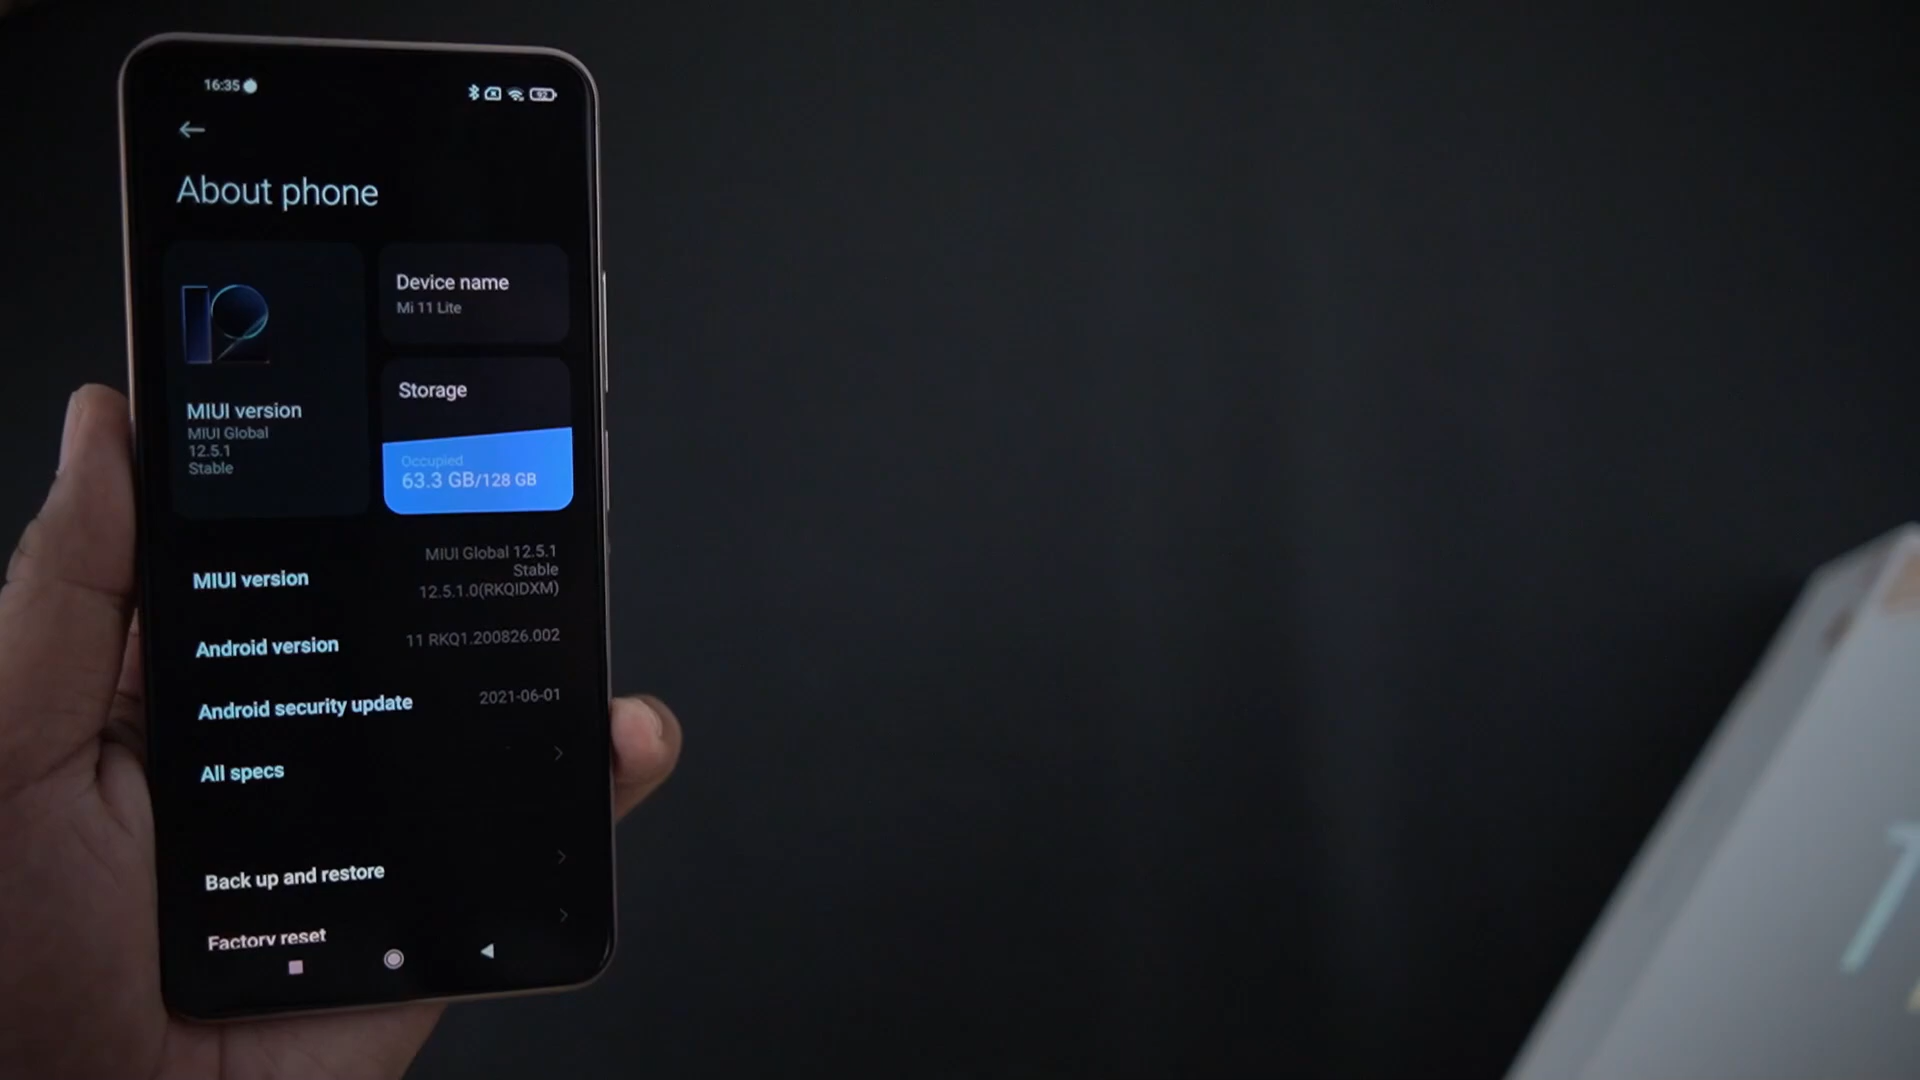 16:35
92
About phone
Device name
Mi 11 Lite
Storage
Occupied
63.3 GB/128 GB
MIUI version
MIUI Global
12.5.1
Stable
MIUI version
MIUI Global 12.5.1
Stable
12.5.1.0(RKQIDXM)
Android version
11 RKQ1.200826.002
Android security update
2021-06-01
All specs
Back up and restore
Factory reset